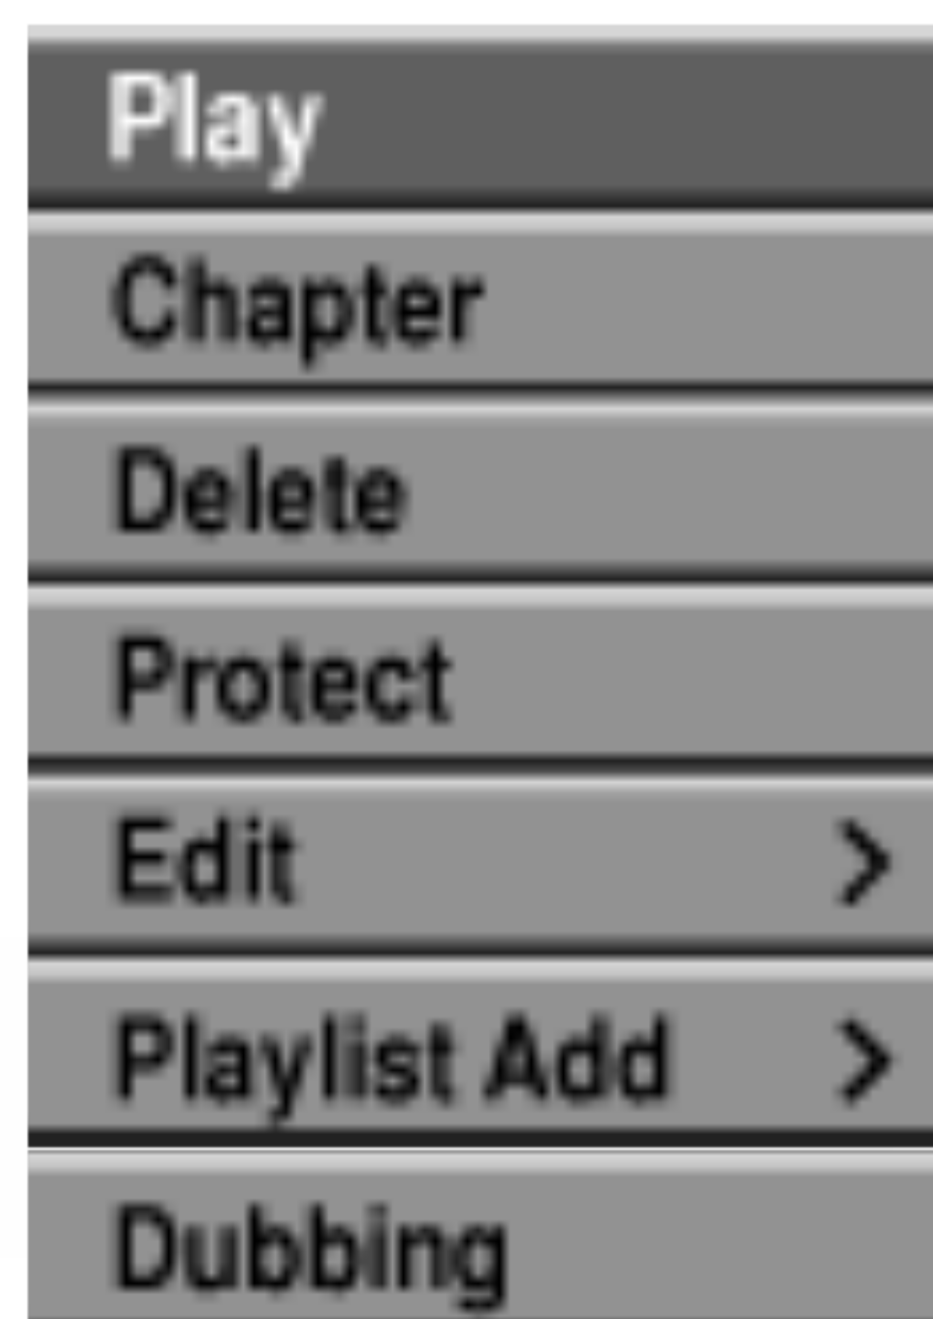 Play
Chapter
Delete
Protect
Edit >
Playlist Add >
Dubbing